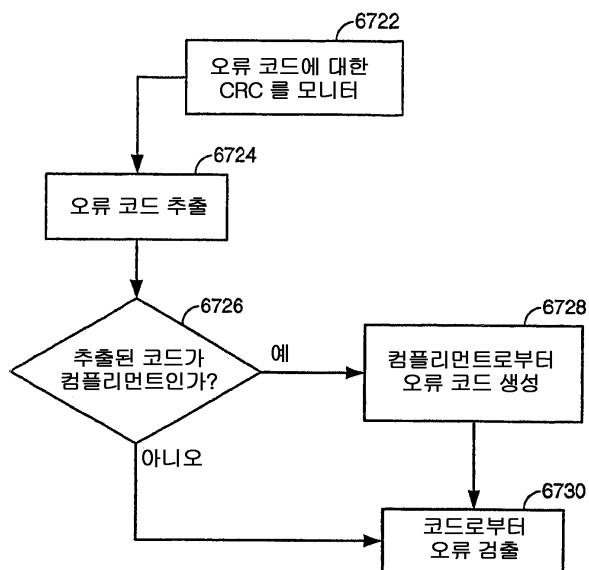 6722
오류 코드에 대한
CRC 를 모니터
6724
오류 코드 추출
6726
추출된 코드가
컴플리먼트인가?
예
6728
컴플리먼트로부터
오류 코드 생성
아니오
6730
코드로부터
오류 검출